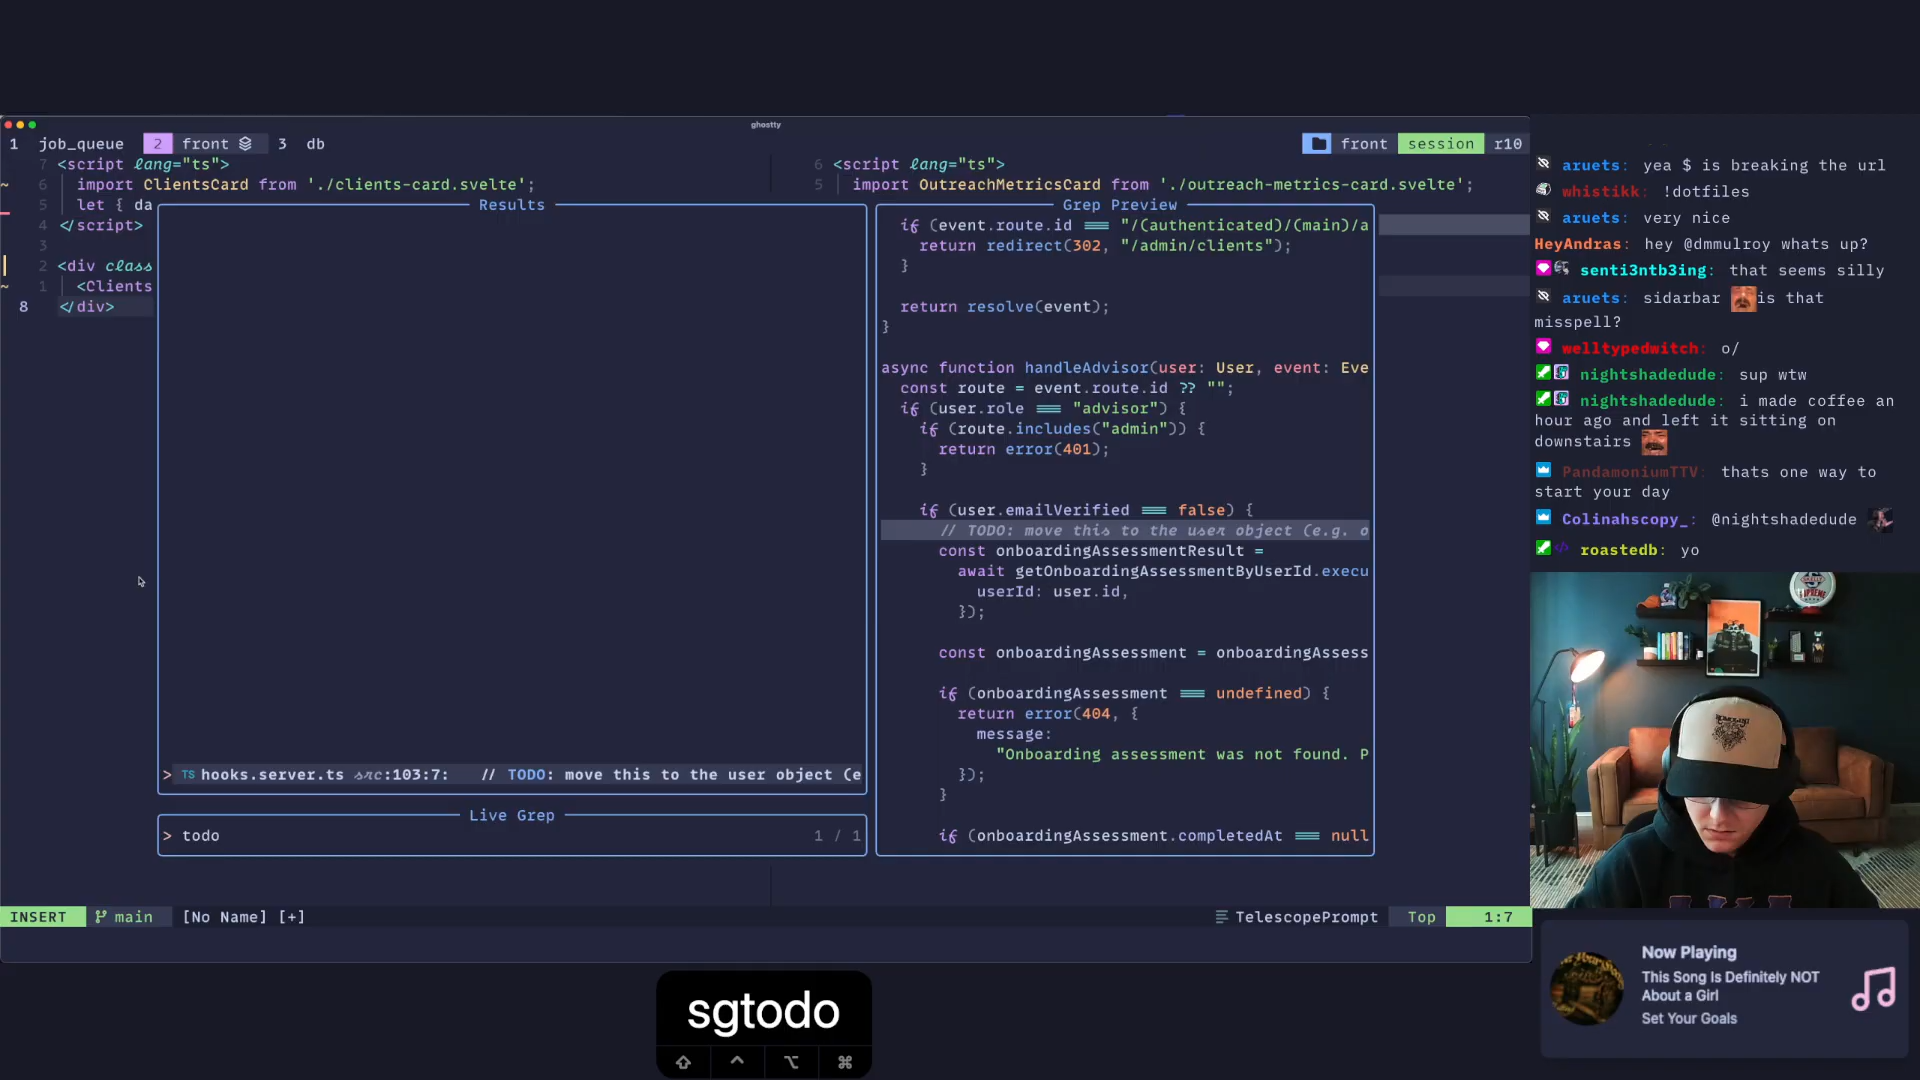 ghostty
1 job_queue 2 front 3 db
front session r10
7 <script lang="ts">
~ 6 import ClientsCard from './clients-card.svelte';
5 let { da
4 </script>
3
2 <div class
~ 1 <Clients
8 </div>
6 <script lang="ts">
5 import OutreachMetricsCard from './outreach-metrics-card.svelte';
Results
> TS hooks.server.ts src:103:7: // TODO: move this to the user object (e
Live Grep
> todo 1 / 1
Grep Preview
if (event.route.id === "/(authenticated)/(main)/a
return redirect(302, "/admin/clients");
}
return resolve(event);
}
async function handleAdvisor(user: User, event: Eve
const route = event.route.id ?? "";
if (user.role === "advisor") {
if (route.includes("admin")) {
return error(401);
}
if (user.emailVerified === false) {
// TODO: move this to the user object (e.g. o
const onboardingAssessmentResult =
await getOnboardingAssessmentByUserId.execu
userId: user.id,
});
const onboardingAssessment = onboardingAssess
if (onboardingAssessment === undefined) {
return error(404, {
message:
"Onboarding assessment was not found. P
});
}
if (onboardingAssessment.completedAt === null
INSERT main [No Name] [+] TelescopePrompt Top 1:7
sgtodo
aruets: yea $ is breaking the url
whistikk: !dotfiles
aruets: very nice
HeyAndras: hey @dmmulroy whats up?
senti3ntb3ing: that seems silly
aruets: sidarbar is that
misspell?
welltypedwitch: o/
nightshadedude: sup wtw
nightshadedude: i made coffee an
hour ago and left it sitting on
downstairs
PandamoniumTTV: thats one way to
start your day
Colinahscopy_: @nightshadedude
roastedb: yo
Now Playing
This Song Is Definitely NOT
About a Girl
Set Your Goals